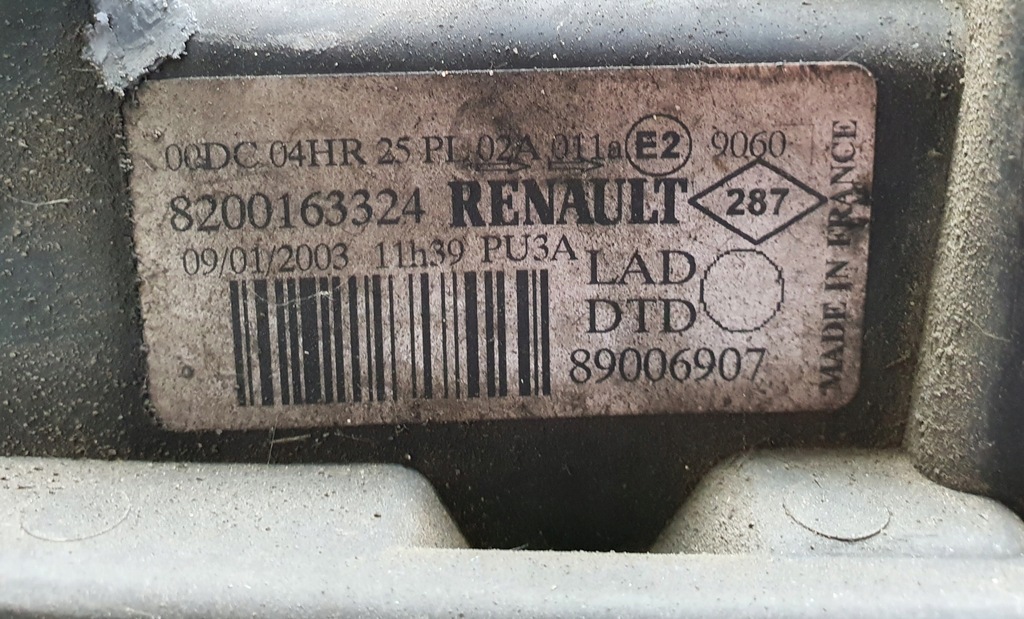 00DC 04HR 25 PL 02A 011a E2 9060
8200163324 RENAULT 287
09/01/2003 11h39 PU3A
LAD
DTD
89006907
MADE IN FRANCE